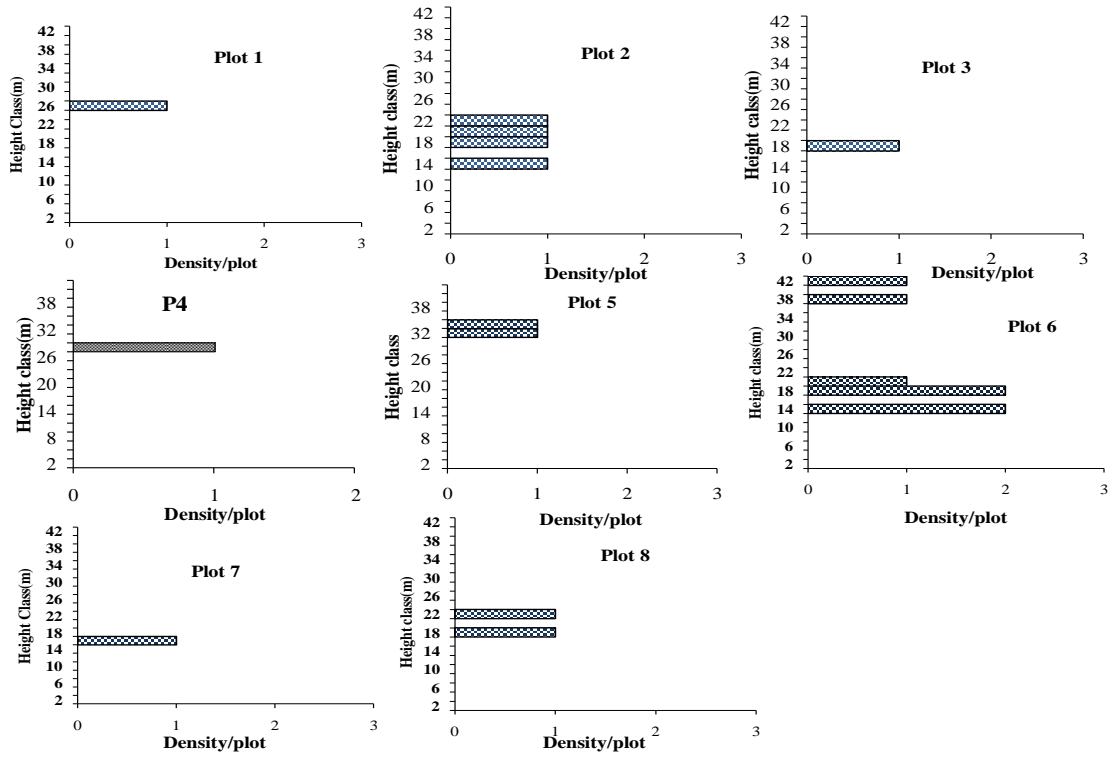 Plot 1
Height Class(m)
42
38
34
30
26
22
18
14
10
6
2
0 1 2 3
Density/plot
Plot 2
Height class(m)
42
38
34
30
26
22
18
14
10
6
2
0 1 2 3
Density/plot
Plot 3
Height calss(m)
42
38
34
30
26
22
18
14
10
6
2
0 1 2 3
Density/plot
P4
Height class(m)
38
32
26
20
14
8
2
0 1 2
Density/plot
Plot 5
Height class
38
32
26
20
14
8
2
0 1 2 3
Density/plot
Plot 6
Height class(m)
42
38
34
30
26
22
18
14
10
6
2
0 1 2 3
Density/plot
Plot 7
Height Class(m)
42
38
34
30
26
22
18
14
10
6
2
0 1 2 3
Density/plot
Plot 8
Height class(m)
42
38
34
30
26
22
18
14
10
6
2
0 1 2 3
Density/plot